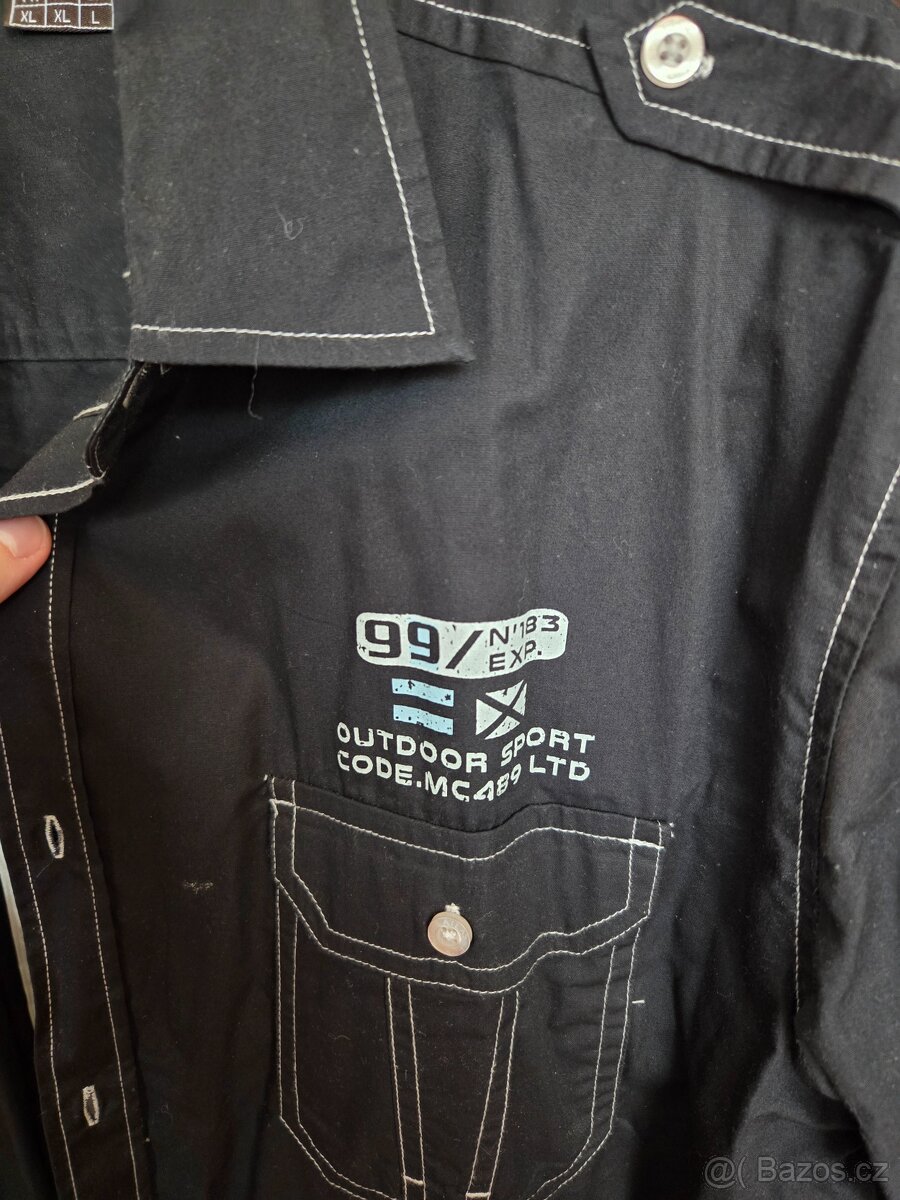 XL XL L
99/ N'183
EXP.
OUTDOOR SPORT
CODE.MC489 LTD
@( Bazos.cz